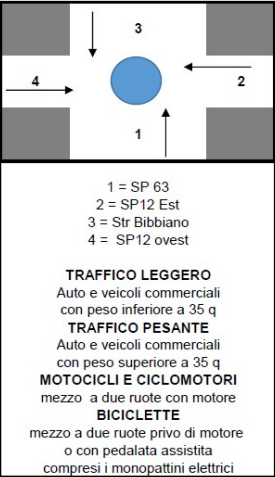 3
4
2
1
1 = SP 63
2 = SP12 Est
3 = Str Bibbiano
4 = SP12 ovest
TRAFFICO LEGGERO
Auto e veicoli commerciali
con peso inferiore a 35 q
TRAFFICO PESANTE
Auto e veicoli commerciali
con peso superiore a 35 q
MOTOCICLI E CICLOMOTORI
mezzo a due ruote con motore
BICICLETTE
mezzo a due ruote privo di motore
o con pedalata assistita
compresi i monopattini elettrici